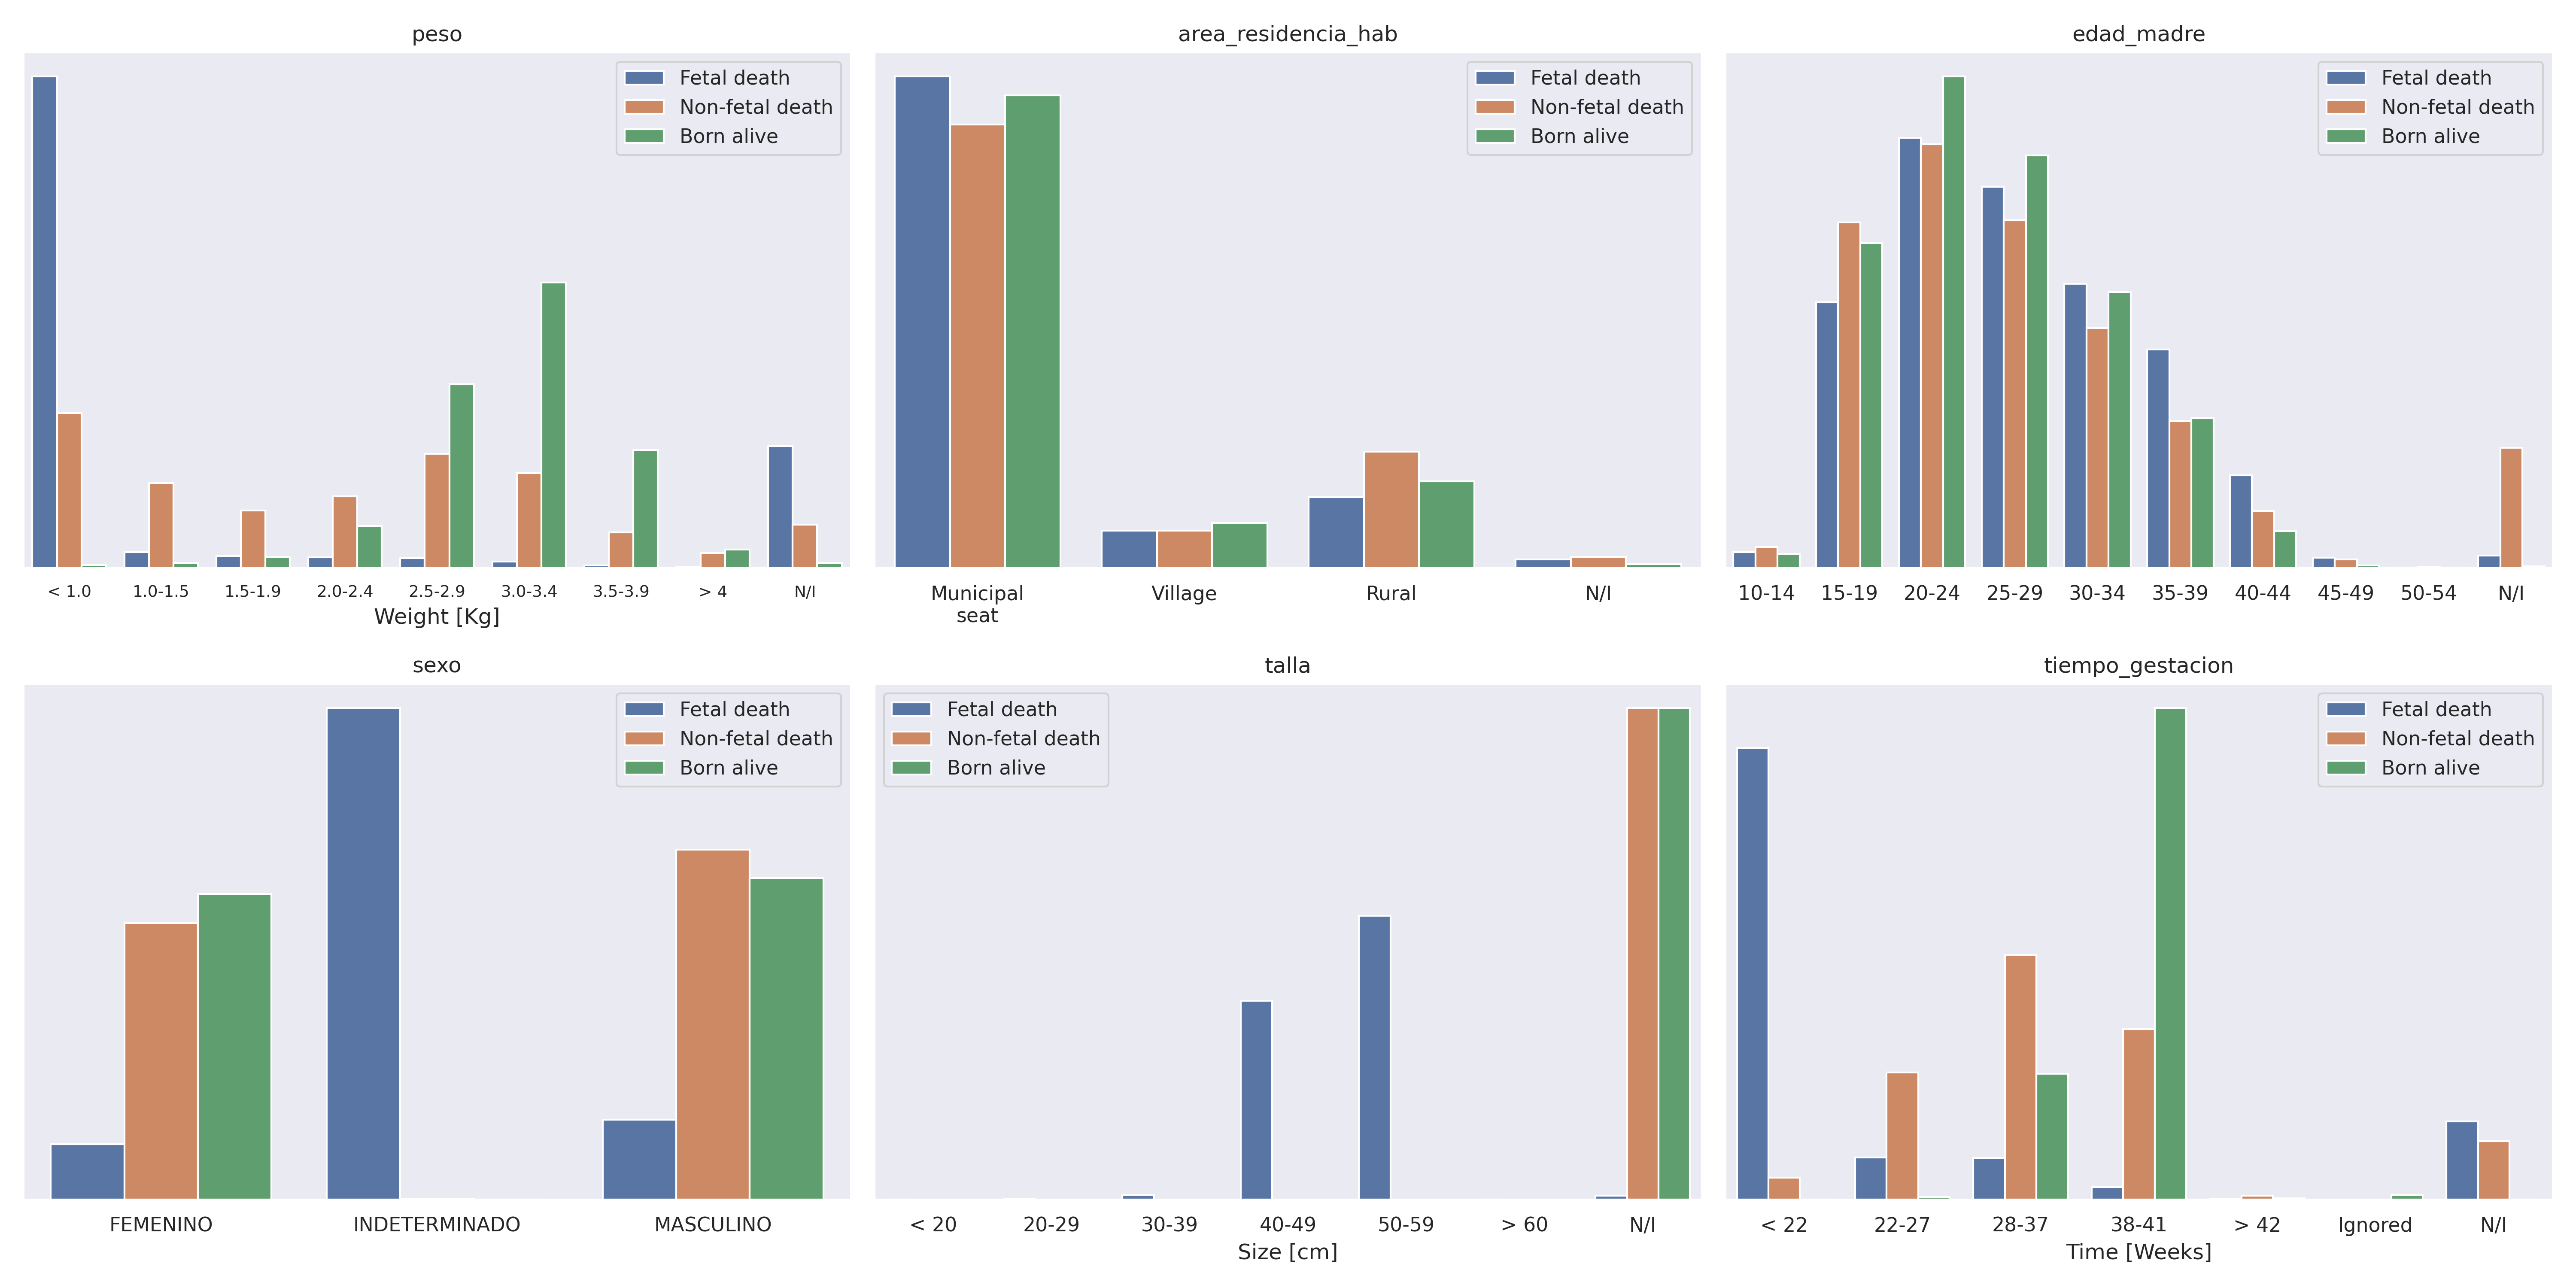 peso
Fetal death
Non-fetal death
Born alive
< 1.0 1.0-1.5 1.5-1.9 2.0-2.4 2.5-2.9 3.0-3.4 3.5-3.9 > 4 N/I
Weight [Kg]
area_residencia_hab
Fetal death
Non-fetal death
Born alive
Municipal Village Rural N/I
seat
edad_madre
Fetal death
Non-fetal death
Born alive
10-14 15-19 20-24 25-29 30-34 35-39 40-44 45-49 50-54 N/I
sexo
Fetal death
Non-fetal death
Born alive
FEMENINO INDETERMINADO MASCULINO
talla
Fetal death
Non-fetal death
Born alive
< 20 20-29 30-39 40-49 50-59 > 60 N/I
Size [cm]
tiempo_gestacion
Fetal death
Non-fetal death
Born alive
< 22 22-27 28-37 38-41 > 42 Ignored N/I
Time [Weeks]